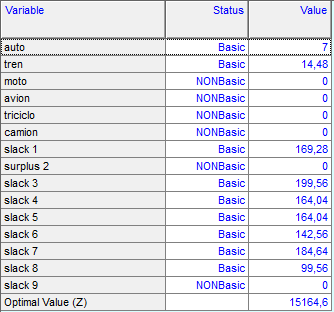 Variable Status Value
auto Basic 7
tren Basic 14,48
moto NONBasic 0
avion NONBasic 0
triciclo NONBasic 0
camion NONBasic 0
slack 1 Basic 169,28
surplus 2 NONBasic 0
slack 3 Basic 199,56
slack 4 Basic 164,04
slack 5 Basic 164,04
slack 6 Basic 142,56
slack 7 Basic 184,64
slack 8 Basic 99,56
slack 9 NONBasic 0
Optimal Value (Z) 15164,6